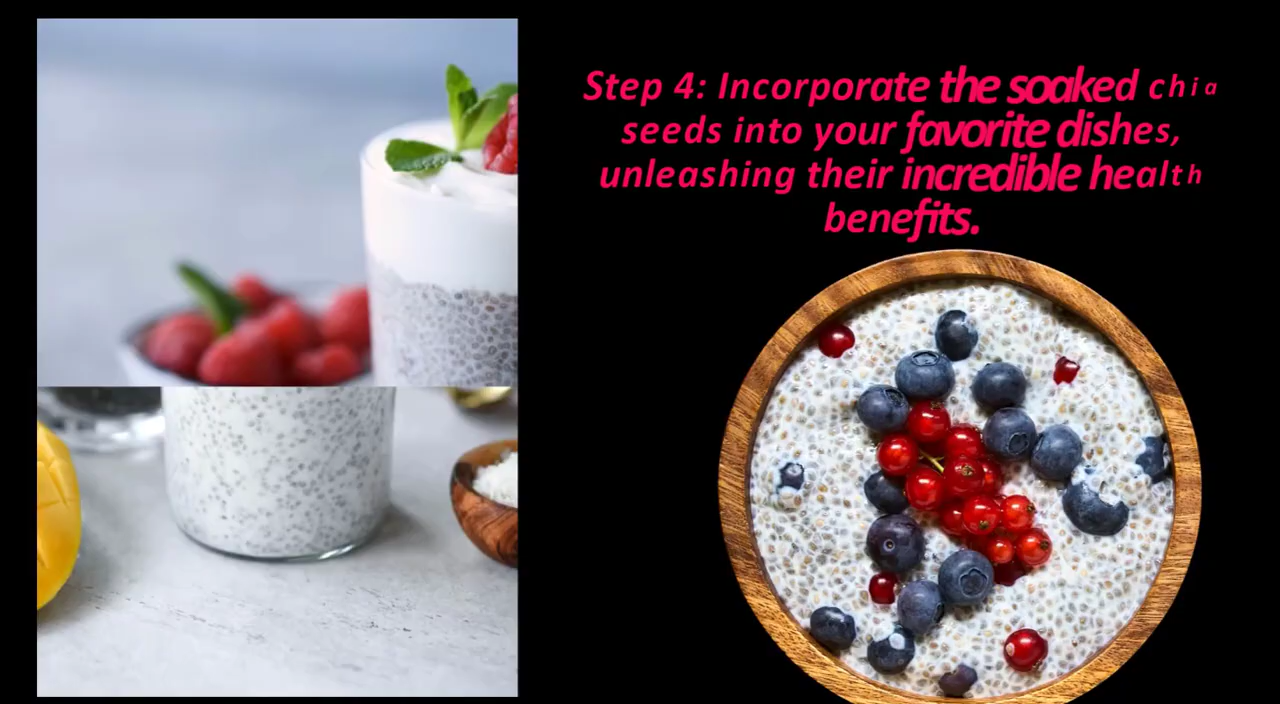 Step 4: Incorporate the soaked chia
seeds into your favorite dishes,
unleashing their incredible health
benefits.